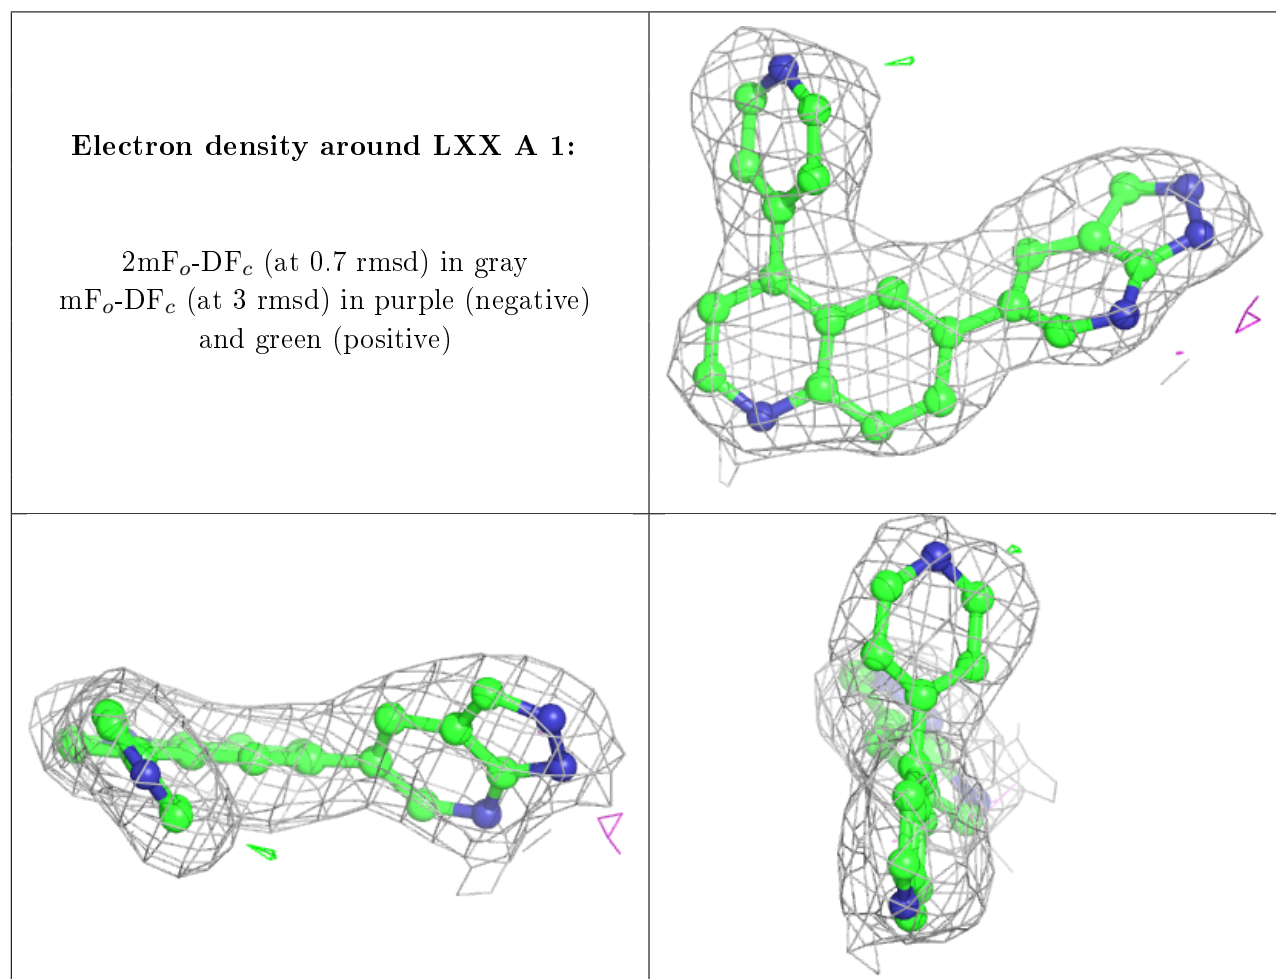 Electron density around LXX A 1:
2mFo-DFc (at 0.7 rmsd) in gray
mFo-DFc (at 3 rmsd) in purple (negative)
and green (positive)